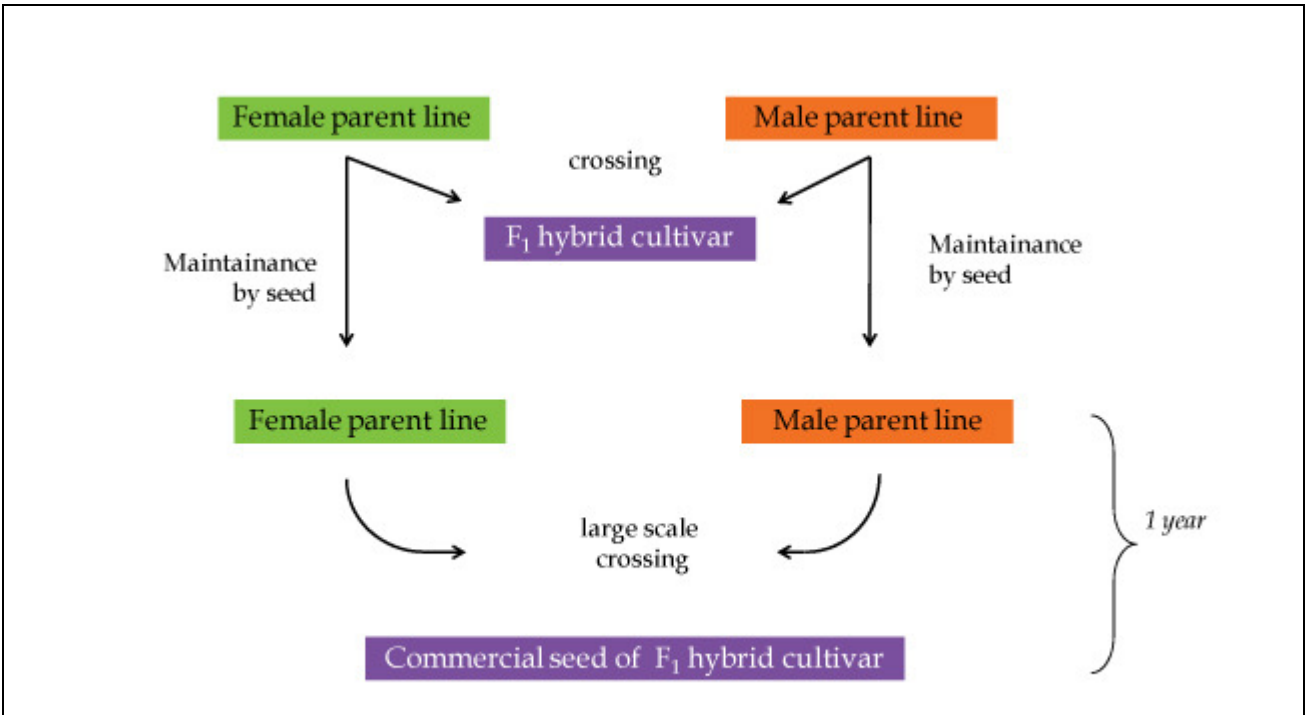 Female parent line
Male parent line
crossing
F₁ hybrid cultivar
Maintainance
by seed
Maintainance
by seed
Female parent line
Male parent line
large scale
crossing
1 year
Commercial seed of F₁ hybrid cultivar